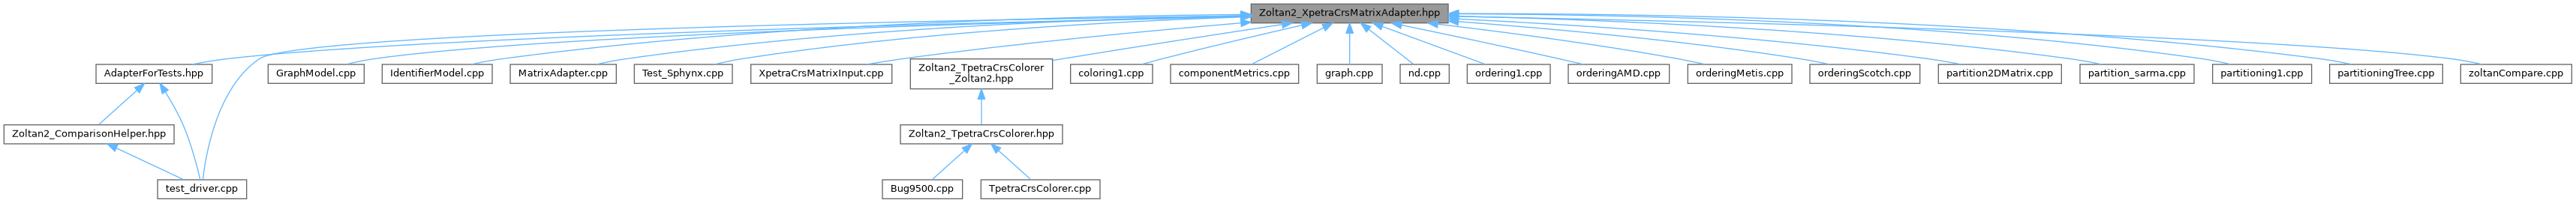 Zoltan2_XpetraCrsMatrixAdapter.hpp
AdapterForTests.hpp
GraphModel.cpp
IdentifierModel.cpp
MatrixAdapter.cpp
Test_Sphynx.cpp
XpetraCrsMatrixInput.cpp
Zoltan2_TpetraCrsColorer
_Zoltan2.hpp
coloring1.cpp
componentMetrics.cpp
graph.cpp
nd.cpp
ordering1.cpp
orderingAMD.cpp
orderingMetis.cpp
orderingScotch.cpp
partition2DMatrix.cpp
partition_sarma.cpp
partitioning1.cpp
partitioningTree.cpp
zoltanCompare.cpp
Zoltan2_ComparisonHelper.hpp
Zoltan2_TpetraCrsColorer.hpp
test_driver.cpp
Bug9500.cpp
TpetraCrsColorer.cpp